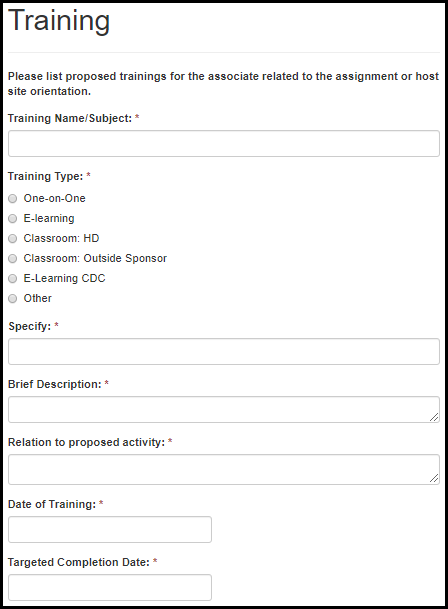 Training
Please list proposed trainings for the associate related to the assignment or host
site orientation.
Training Name/Subject: *
Training Type: *
One-on-One
E-learning
Classroom: HD
Classroom: Outside Sponsor
E-Learning CDC
Other
Specify: *
Brief Description: *
Relation to proposed activity: *
Date of Training: *
Targeted Completion Date: *